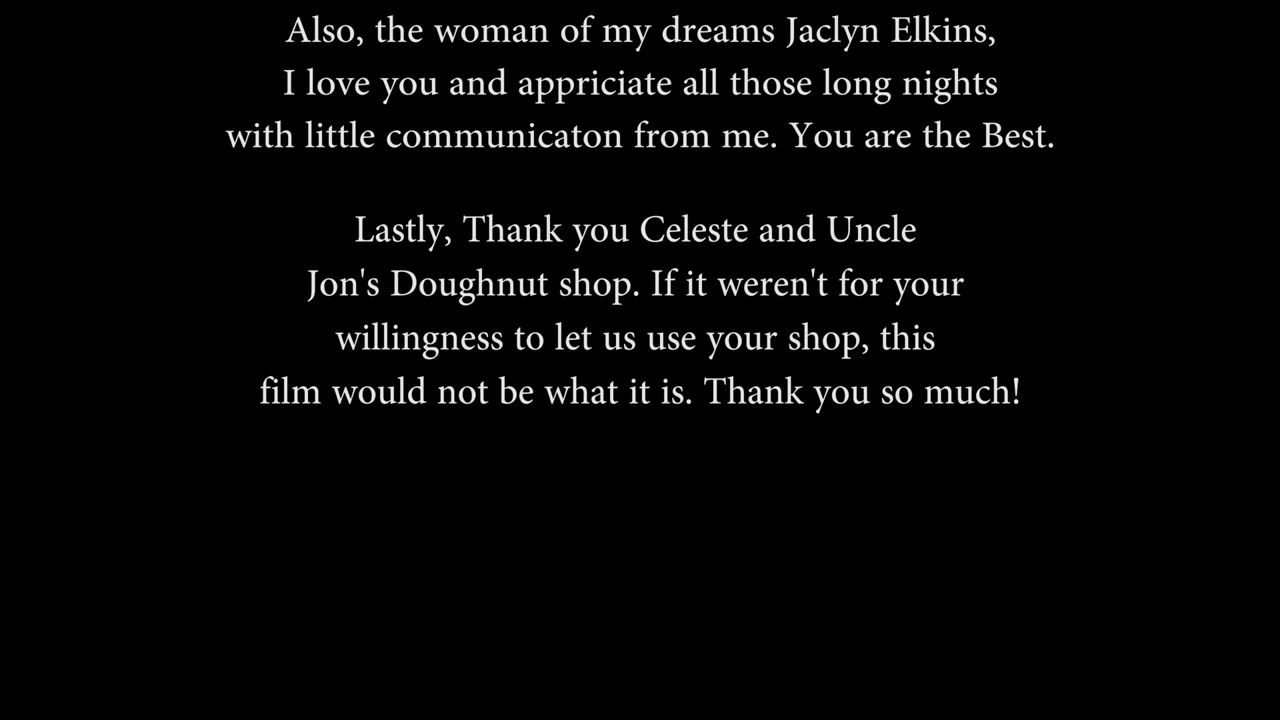 Also, the woman of my dreams Jaclyn Elkins,
I love you and appriciate all those long nights
with little communicaton from me. You are the Best.
Lastly, Thank you Celeste and Uncle
Jon's Doughnut shop. If it weren't for your
willingness to let us use your shop, this
film would not be what it is. Thank you so much!